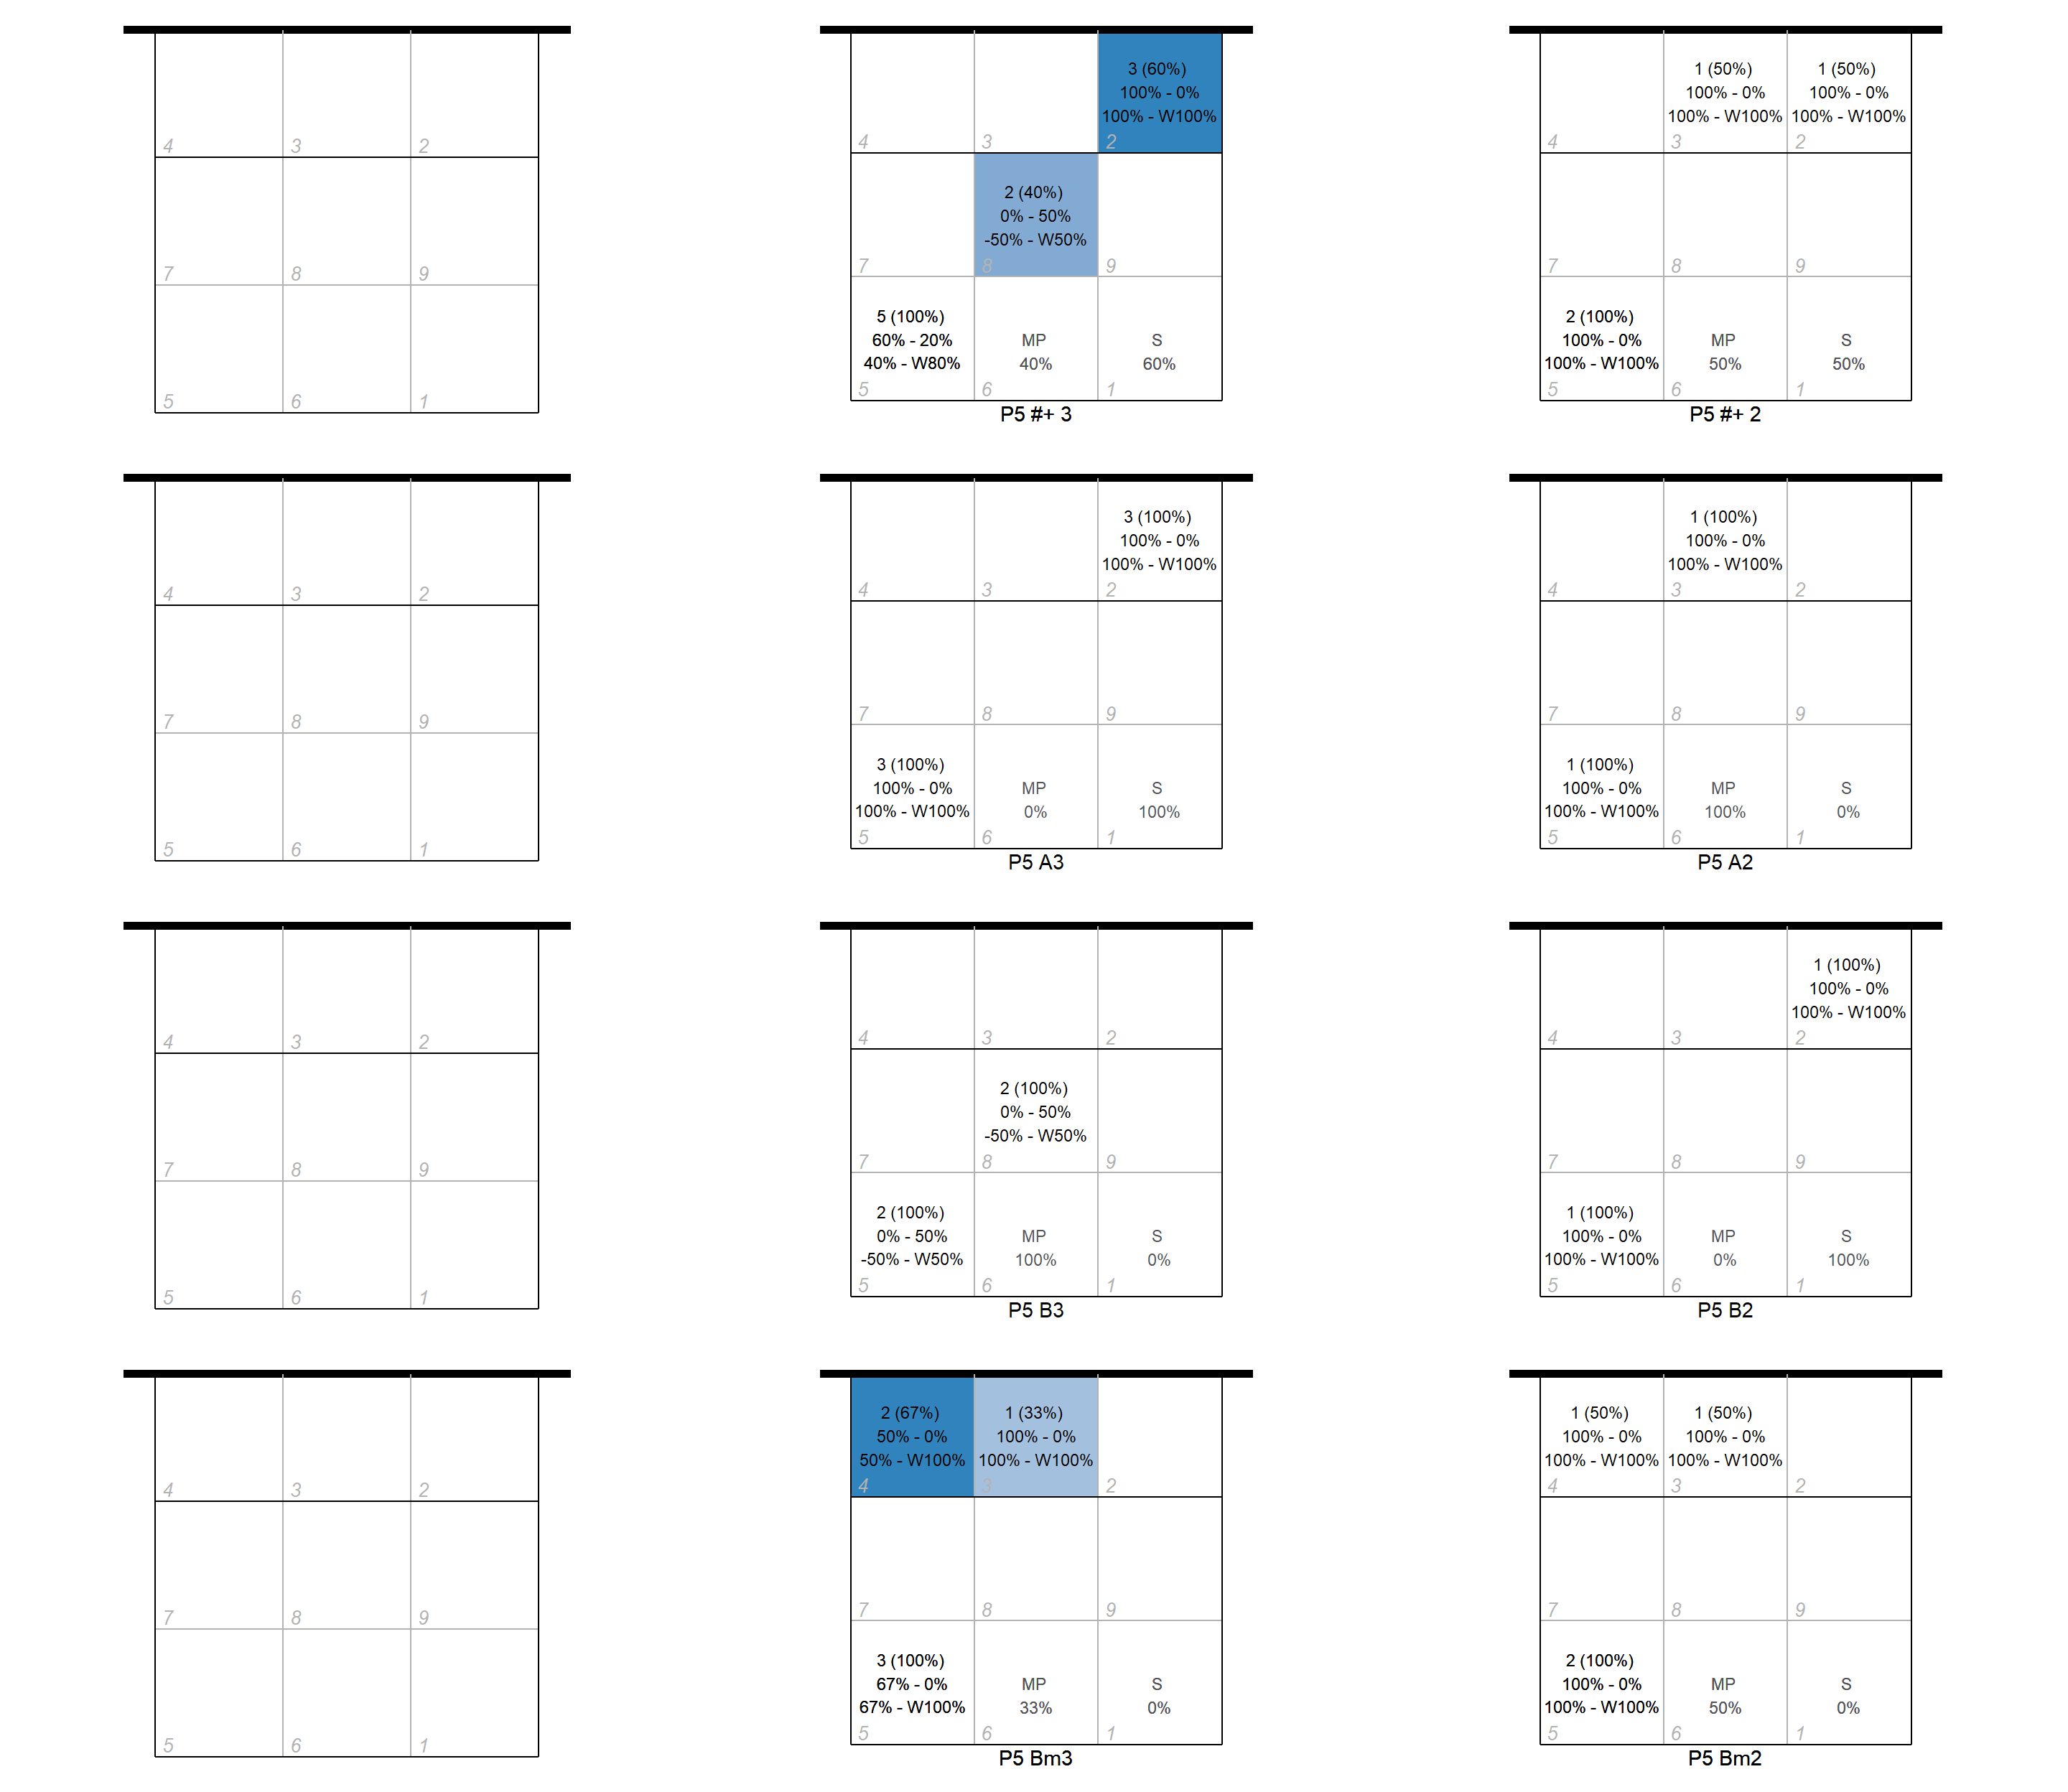 3 (60%)
100% - 0%
100% - W100%
1 (50%)
100% - 0%
100% - W100%
1 (50%)
100% - 0%
100% - W100%
4 3 2
4 3 2
4 3 2
2 (40%)
0% - 50%
-50% - W50%
7 8 9
7 8 9
7 8 9
5 (100%)
60% - 20%
40% - W80%
MP
40%
S
60%
2 (100%)
100% - 0%
100% - W100%
MP
50%
S
50%
5 6 1
5 6 1
5 6 1
P5 #+ 3
P5 #+ 2
3 (100%)
100% - 0%
100% - W100%
1 (100%)
100% - 0%
100% - W100%
4 3 2
4 3 2
4 3 2
7 8 9
7 8 9
7 8 9
3 (100%)
100% - 0%
100% - W100%
MP
0%
S
100%
1 (100%)
100% - 0%
100% - W100%
MP
100%
S
0%
5 6 1
5 6 1
5 6 1
P5 A3
P5 A2
1 (100%)
100% - 0%
100% - W100%
4 3 2
4 3 2
4 3 2
2 (100%)
0% - 50%
-50% - W50%
7 8 9
7 8 9
7 8 9
2 (100%)
0% - 50%
-50% - W50%
MP
100%
S
0%
1 (100%)
100% - 0%
100% - W100%
MP
0%
S
100%
5 6 1
5 6 1
5 6 1
P5 B3
P5 B2
2 (67%)
50% - 0%
50% - W100%
1 (33%)
100% - 0%
100% - W100%
1 (50%)
100% - 0%
100% - W100%
1 (50%)
100% - 0%
100% - W100%
4 3 2
4 3 2
4 3 2
7 8 9
7 8 9
7 8 9
3 (100%)
67% - 0%
67% - W100%
MP
33%
S
0%
2 (100%)
100% - 0%
100% - W100%
MP
50%
S
0%
5 6 1
5 6 1
5 6 1
P5 Bm3
P5 Bm2